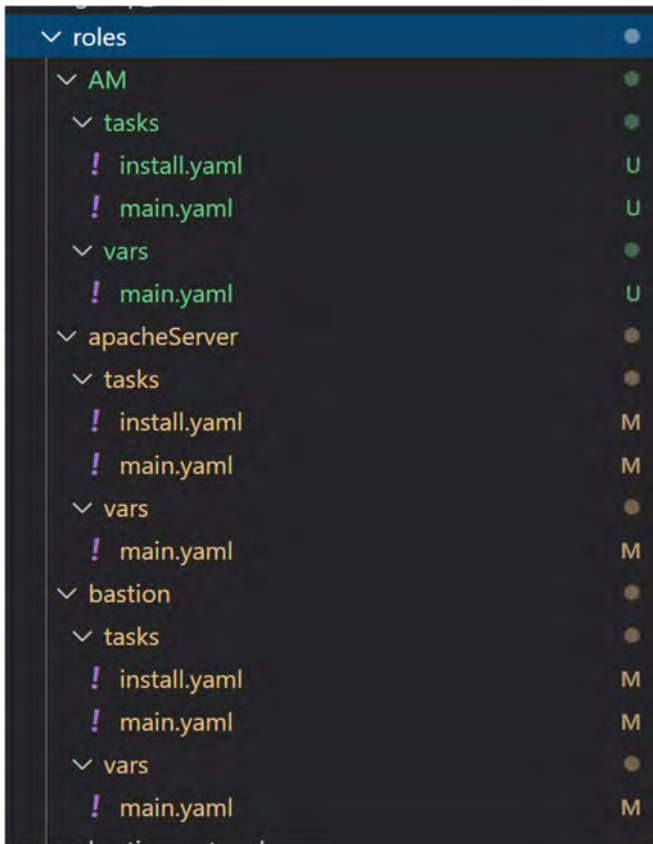 roles
AM
tasks
! install.yaml U
! main.yaml U
vars
! main.yaml U
apacheServer
tasks
! install.yaml M
! main.yaml M
vars
! main.yaml M
bastion
tasks
! install.yaml M
! main.yaml M
vars
! main.yaml M